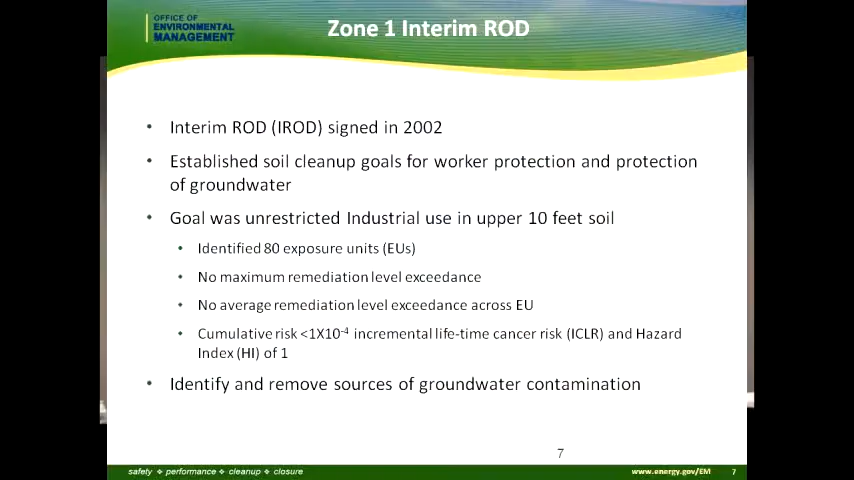 OFFICE OF
ENVIRONMENTAL
MANAGEMENT
Zone 1 Interim ROD
• Interim ROD (IROD) signed in 2002
• Established soil cleanup goals for worker protection and protection
of groundwater
• Goal was unrestricted Industrial use in upper 10 feet soil
• Identified 80 exposure units (EUs)
• No maximum remediation level exceedance
• No average remediation level exceedance across EU
• Cumulative risk <1X10⁻⁴ incremental life-time cancer risk (ICLR) and Hazard
Index (HI) of 1
• Identify and remove sources of groundwater contamination
7
safety ❖ performance ❖ cleanup ❖ closure
www.energy.gov/EM 7